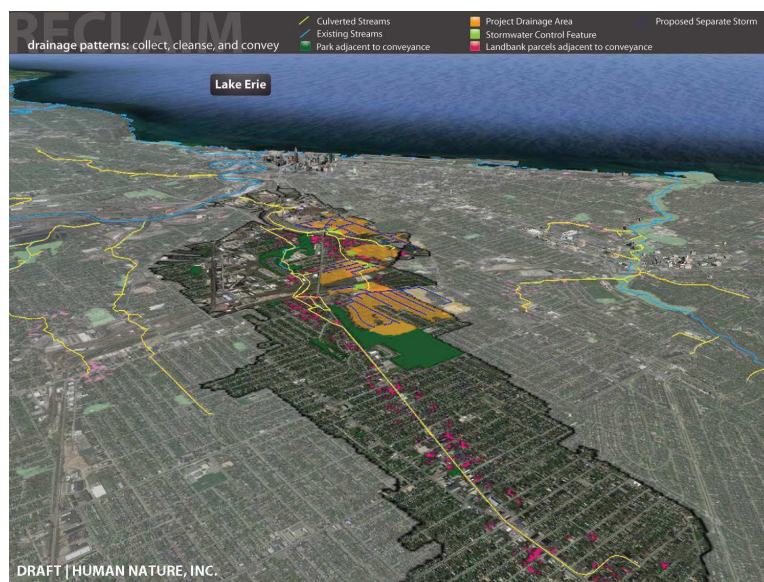 RECLAIM
drainage patterns: collect, cleanse, and convey
Culverted Streams
Existing Streams
Park adjacent to conveyance
Project Drainage Area
Stormwater Control Feature
Landbank parcels adjacent to conveyance
Proposed Separate Storm
Lake Erie
DRAFT | HUMAN NATURE, INC.